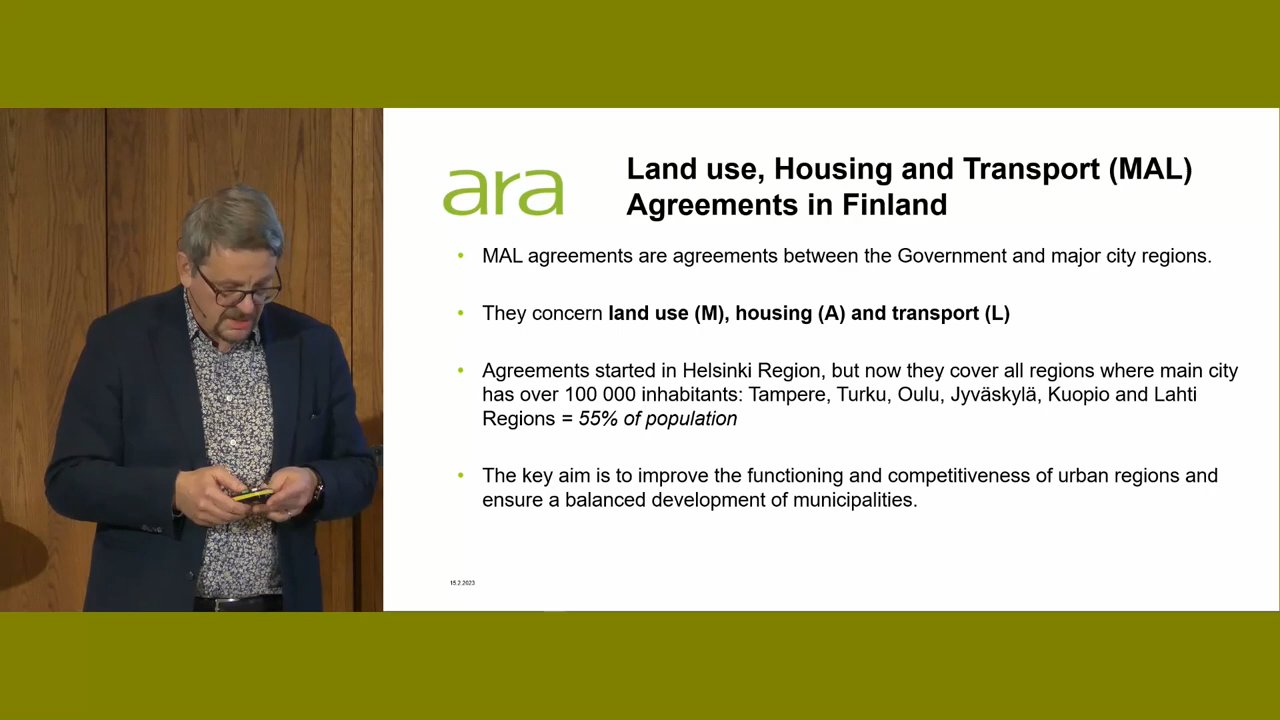 ara
Land use, Housing and Transport (MAL)
Agreements in Finland
• MAL agreements are agreements between the Government and major city regions.
• They concern land use (M), housing (A) and transport (L)
• Agreements started in Helsinki Region, but now they cover all regions where main city
has over 100 000 inhabitants: Tampere, Turku, Oulu, Jyväskylä, Kuopio and Lahti
Regions = 55% of population
• The key aim is to improve the functioning and competitiveness of urban regions and
ensure a balanced development of municipalities.
15.2.2023